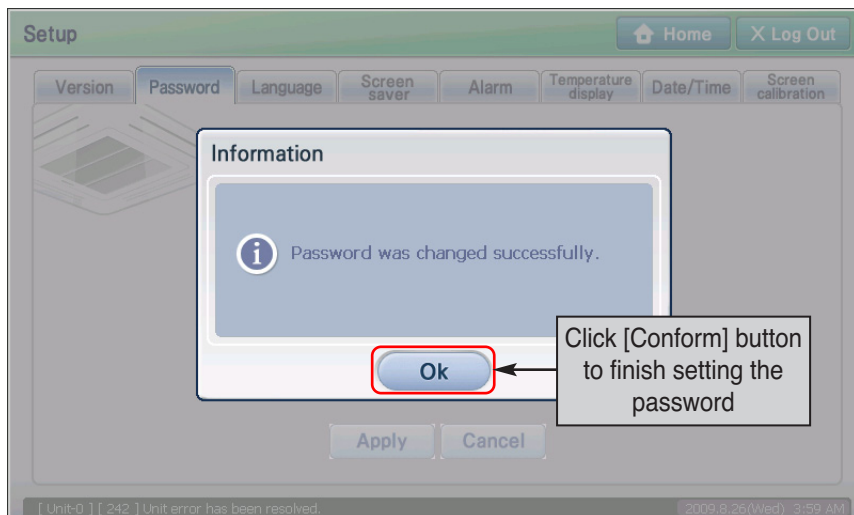 Setup
Home
X Log Out
Version
Password
Language
Screen
saver
Alarm
Temperature
display
Date/Time
Screen
calibration
Information
Password was changed successfully.
Ok
Click [Conform] button
to finish setting the
password
Apply
Cancel
[ Unit-0 ] [ 242 ] Unit error has been resolved.
2009.8.26(Wed) 3:59 AM